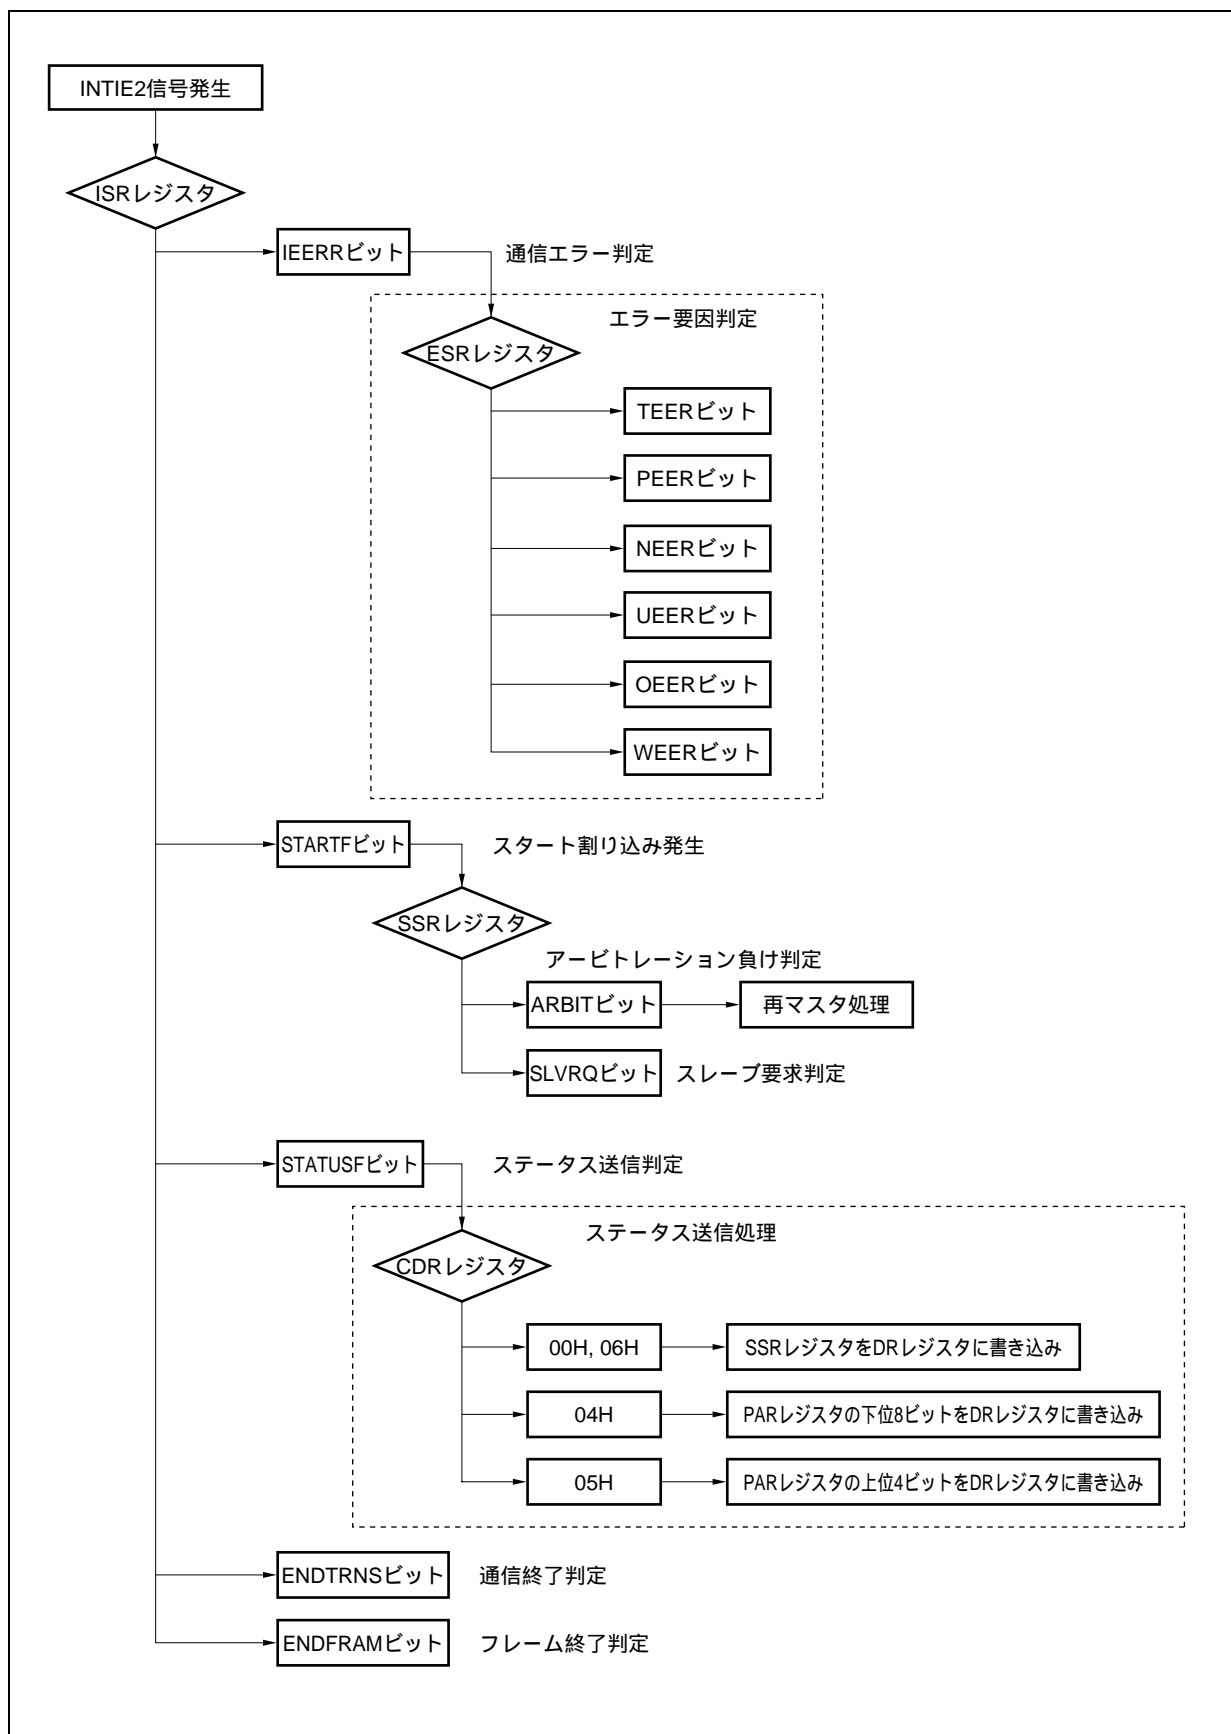 INTIE2信号発生
ISRレジスタ
IEERRビット
通信エラー判定
エラー要因判定
ESRレジスタ
TEERビット
PEERビット
NEERビット
UEERビット
OEERビット
WEERビット
STARTFビット
スタート割り込み発生
SSRレジスタ
アービトレーション負け判定
ARBITビット
再マスタ処理
SLVRQビット
スレーブ要求判定
STATUSFビット
ステータス送信判定
ステータス送信処理
CDRレジスタ
00H, 06H
SSRレジスタをDRレジスタに書き込み
04H
PARレジスタの下位8ビットをDRレジスタに書き込み
05H
PARレジスタの上位4ビットをDRレジスタに書き込み
ENDTRNSビット
通信終了判定
ENDFRAMビット
フレーム終了判定